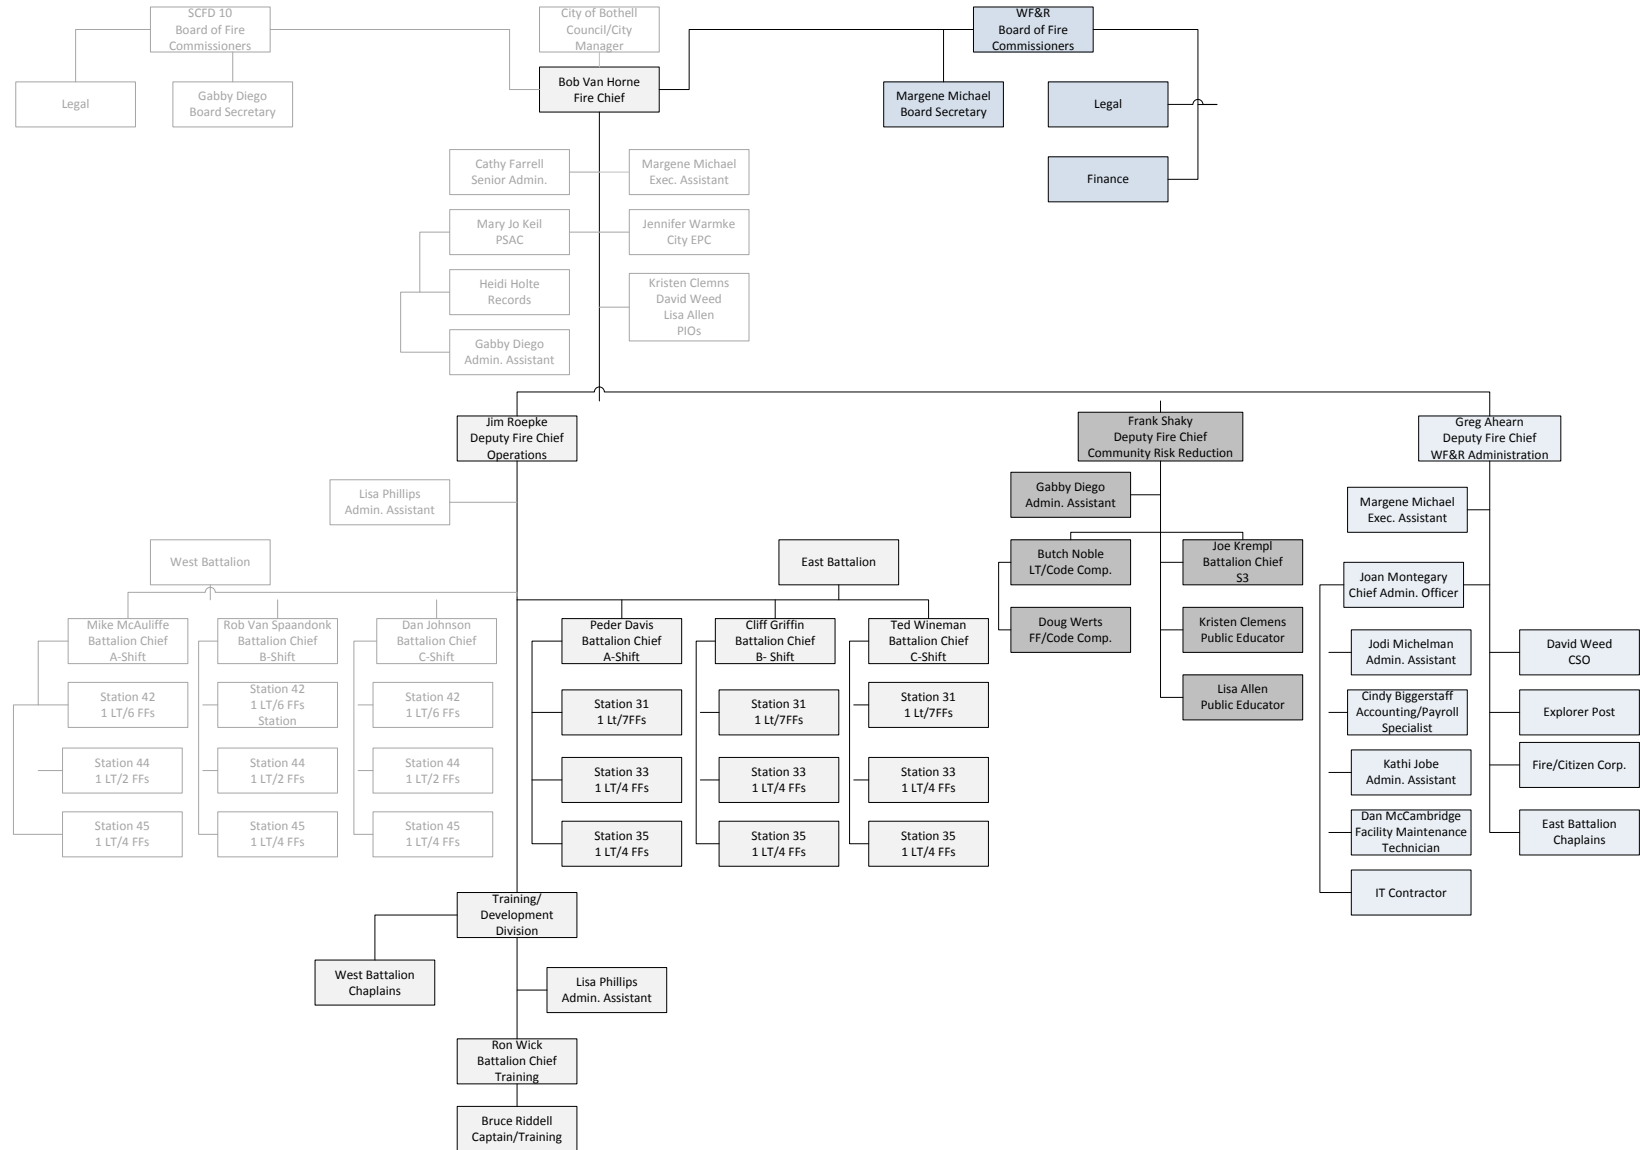 SCFD 10
Board of Fire
Commissioners
City of Bothell
Council/City
Manager
WF&R
Board of Fire
Commissioners
Bob Van Horne
Fire Chief
Legal
Gabby Diego
Board Secretary
Margene Michael
Board Secretary
Legal
Finance
Cathy Farrell
Senior Admin.
Margene Michael
Exec. Assistant
Mary Jo Keil
PSAC
Jennifer Warmke
City EPC
Heidi Holte
Records
Kristen Clemns
David Weed
Lisa Allen
PIOs
Gabby Diego
Admin. Assistant
Jim Roepke
Deputy Fire Chief
Operations
Frank Shaky
Deputy Fire Chief
Community Risk Reduction
Greg Ahearn
Deputy Fire Chief
WF&R Administration
Lisa Phillips
Admin. Assistant
Gabby Diego
Admin. Assistant
Margene Michael
Exec. Assistant
West Battalion
East Battalion
Butch Noble
LT/Code Comp.
Joe Krempl
Battalion Chief
S3
Joan Montegary
Chief Admin. Officer
Mike McAuliffe
Battalion Chief
A-Shift
Rob Van Spaandonk
Battalion Chief
B-Shift
Dan Johnson
Battalion Chief
C-Shift
Peder Davis
Battalion Chief
A-Shift
Cliff Griffin
Battalion Chief
B- Shift
Ted Wineman
Battalion Chief
C-Shift
Doug Werts
FF/Code Comp.
Kristen Clemens
Public Educator
Jodi Michelman
Admin. Assistant
David Weed
CSO
Station 42
1 LT/6 FFs
Station 42
1 LT/6 FFs
Station
Station 42
1 LT/6 FFs
Station 31
1 Lt/7FFs
Station 31
1 Lt/7FFs
Station 31
1 Lt/7FFs
Lisa Allen
Public Educator
Cindy Biggerstaff
Accounting/Payroll
Specialist
Explorer Post
Station 44
1 LT/2 FFs
Station 44
1 LT/2 FFs
Station 44
1 LT/2 FFs
Station 33
1 LT/4 FFs
Station 33
1 LT/4 FFs
Station 33
1 LT/4 FFs
Kathi Jobe
Admin. Assistant
Fire/Citizen Corp.
Station 45
1 LT/4 FFs
Station 45
1 LT/4 FFs
Station 45
1 LT/4 FFs
Station 35
1 LT/4 FFs
Station 35
1 LT/4 FFs
Station 35
1 LT/4 FFs
Dan McCambridge
Facility Maintenance
Technician
East Battalion
Chaplains
IT Contractor
Training/
Development
Division
West Battalion
Chaplains
Lisa Phillips
Admin. Assistant
Ron Wick
Battalion Chief
Training
Bruce Riddell
Captain/Training